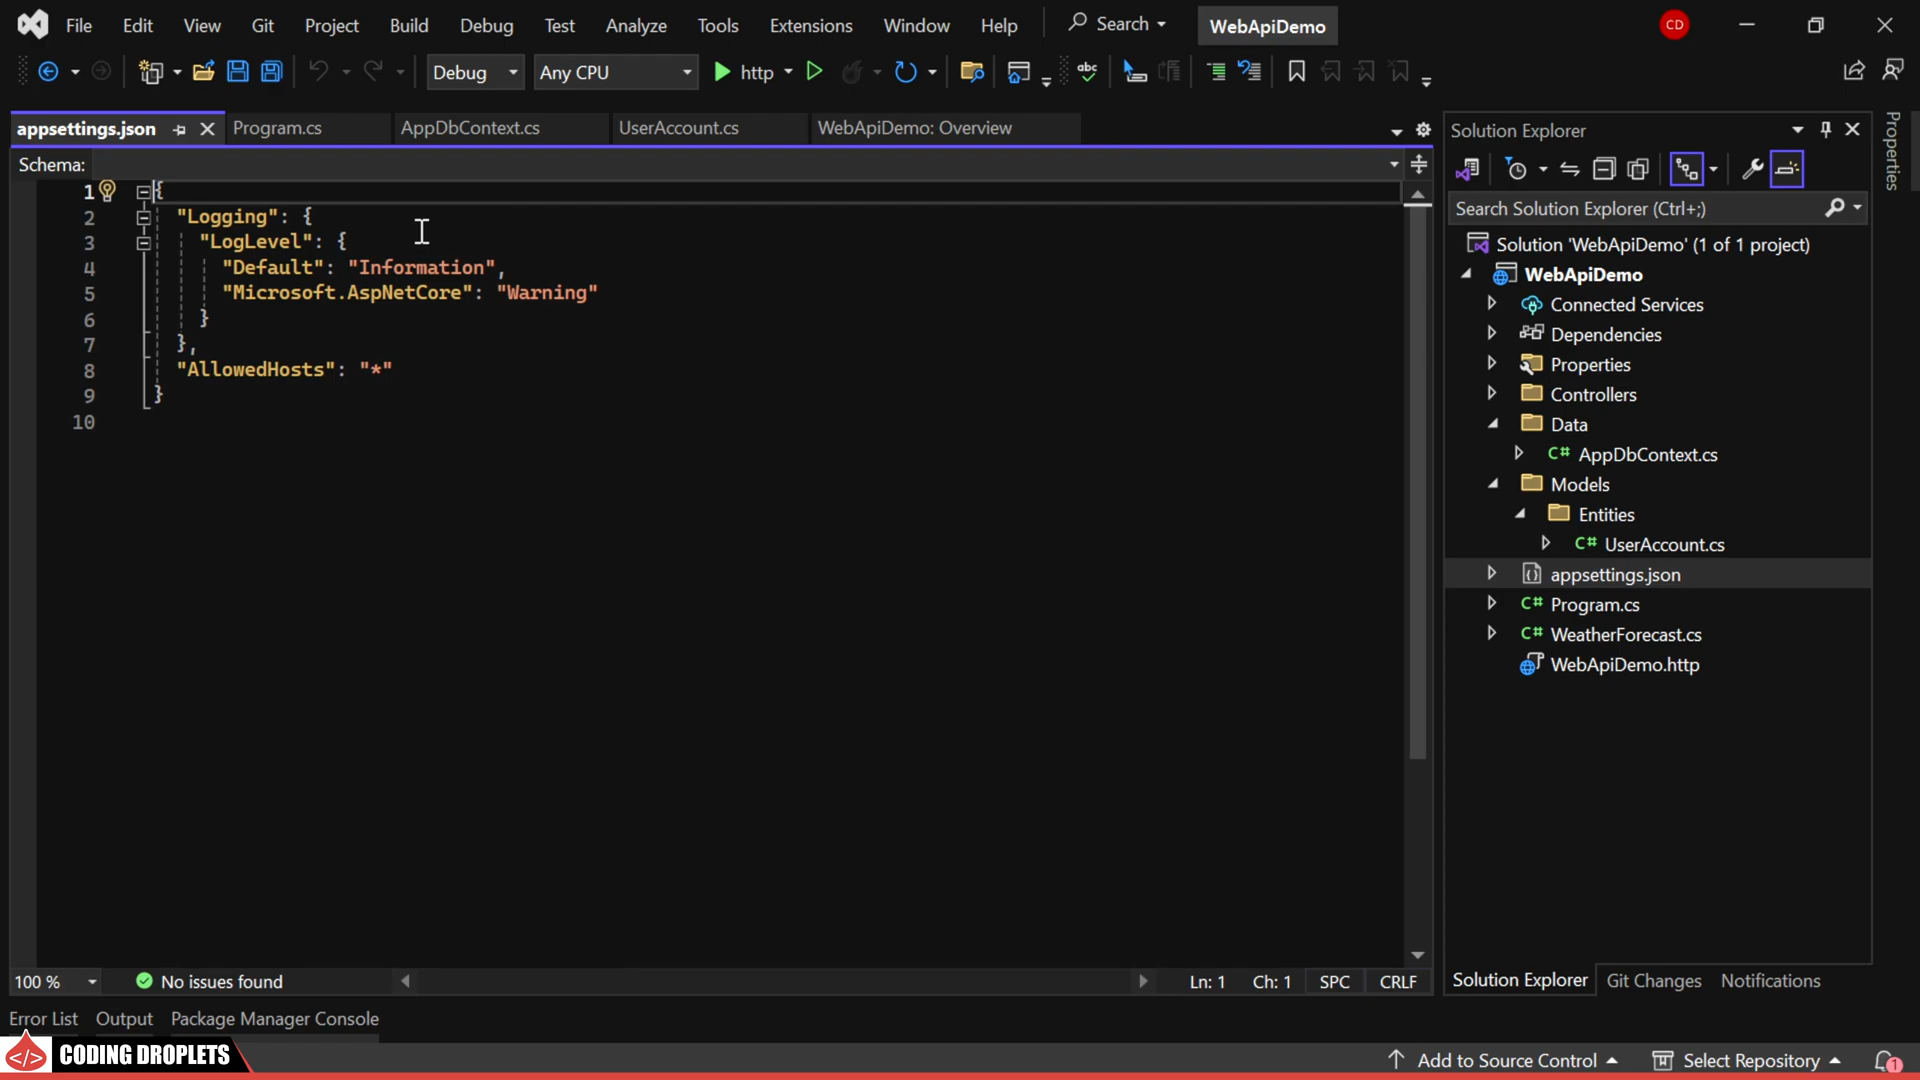 File Edit View Git Project Build Debug Test Analyze Tools Extensions Window Help Search WebApiDemo CD
Debug Any CPU http abc
appsettings.json Program.cs AppDbContext.cs UserAccount.cs WebApiDemo: Overview
Schema:
1 {
2 "Logging": {
3 "LogLevel": {
4 "Default": "Information",
5 "Microsoft.AspNetCore": "Warning"
6 }
7 },
8 "AllowedHosts": "*"
9 }
10
100 % No issues found Ln: 1 Ch: 1 SPC CRLF
Solution Explorer
Search Solution Explorer (Ctrl+;)
Solution 'WebApiDemo' (1 of 1 project)
WebApiDemo
Connected Services
Dependencies
Properties
Controllers
Data
C# AppDbContext.cs
Models
Entities
C# UserAccount.cs
appsettings.json
C# Program.cs
C# WeatherForecast.cs
WebApiDemo.http
Solution Explorer Git Changes Notifications
Properties
Error List Output Package Manager Console
</> CODING DROPLETS
Add to Source Control Select Repository 1